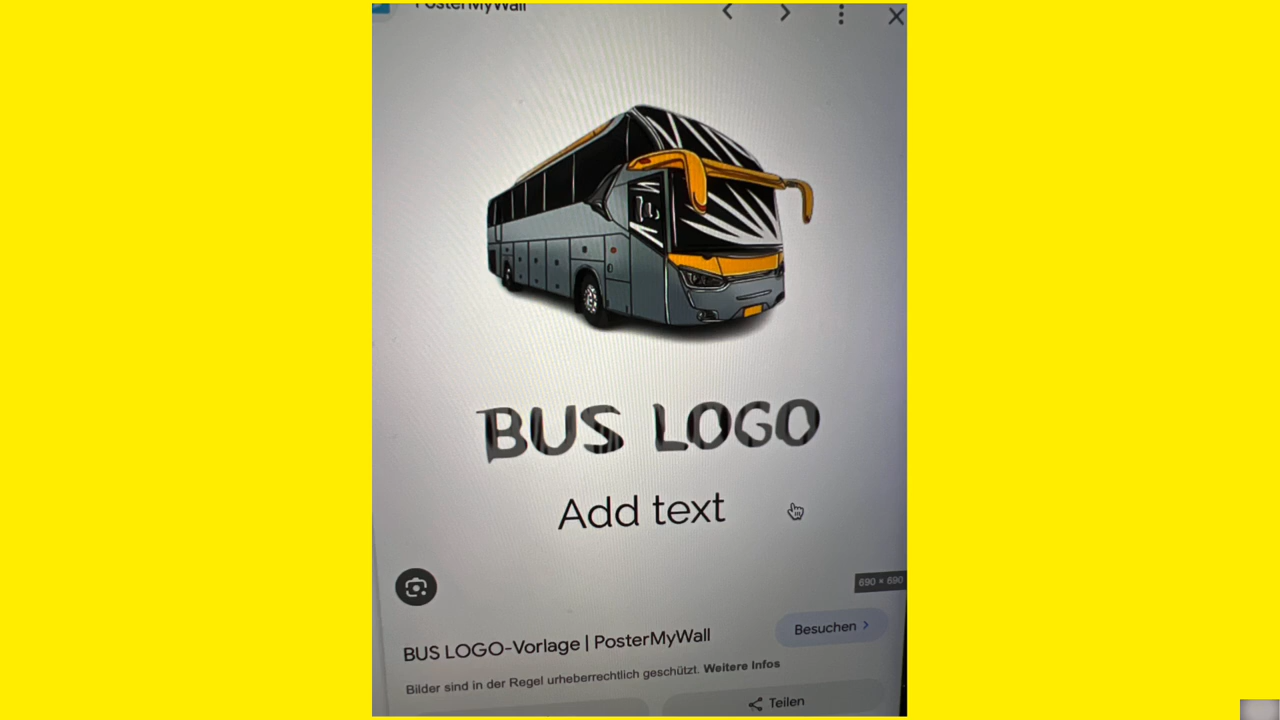 PosterMyWall
BUS LOGO
Add text
690 × 690
BUS LOGO-Vorlage | PosterMyWall
Besuchen
Bilder sind in der Regel urheberrechtlich geschützt. Weitere Infos
Teilen